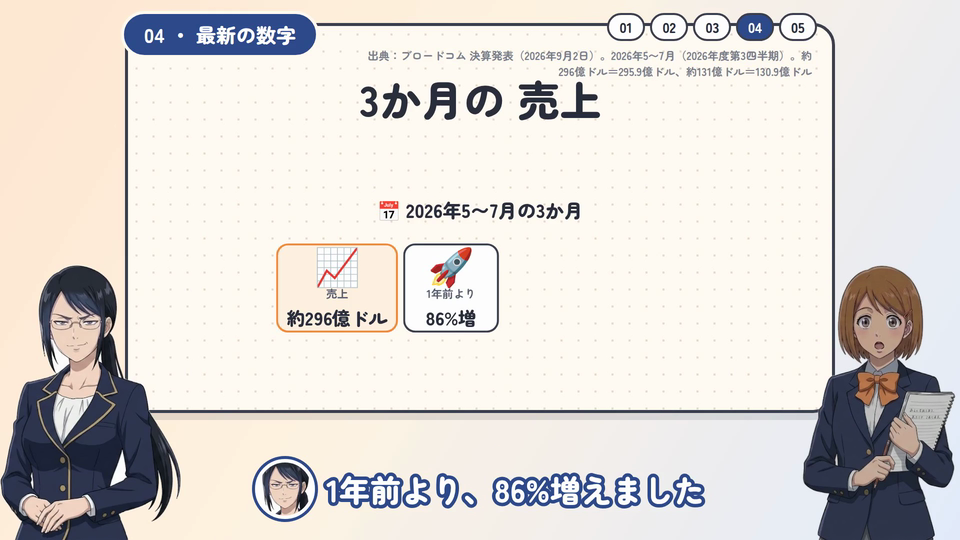 04 ・ 最新の数字
01 02 03 04 05
出典：ブロードコム 決算発表（2026年9月2日）。2026年5〜7月（2026年度第3四半期）。約
296億ドル＝295.9億ドル、約131億ドル＝130.9億ドル
3か月の 売上
July 17 2026年5〜7月の3か月
売上
約296億ドル
1年前より
86%増
1年前より、86%増えました